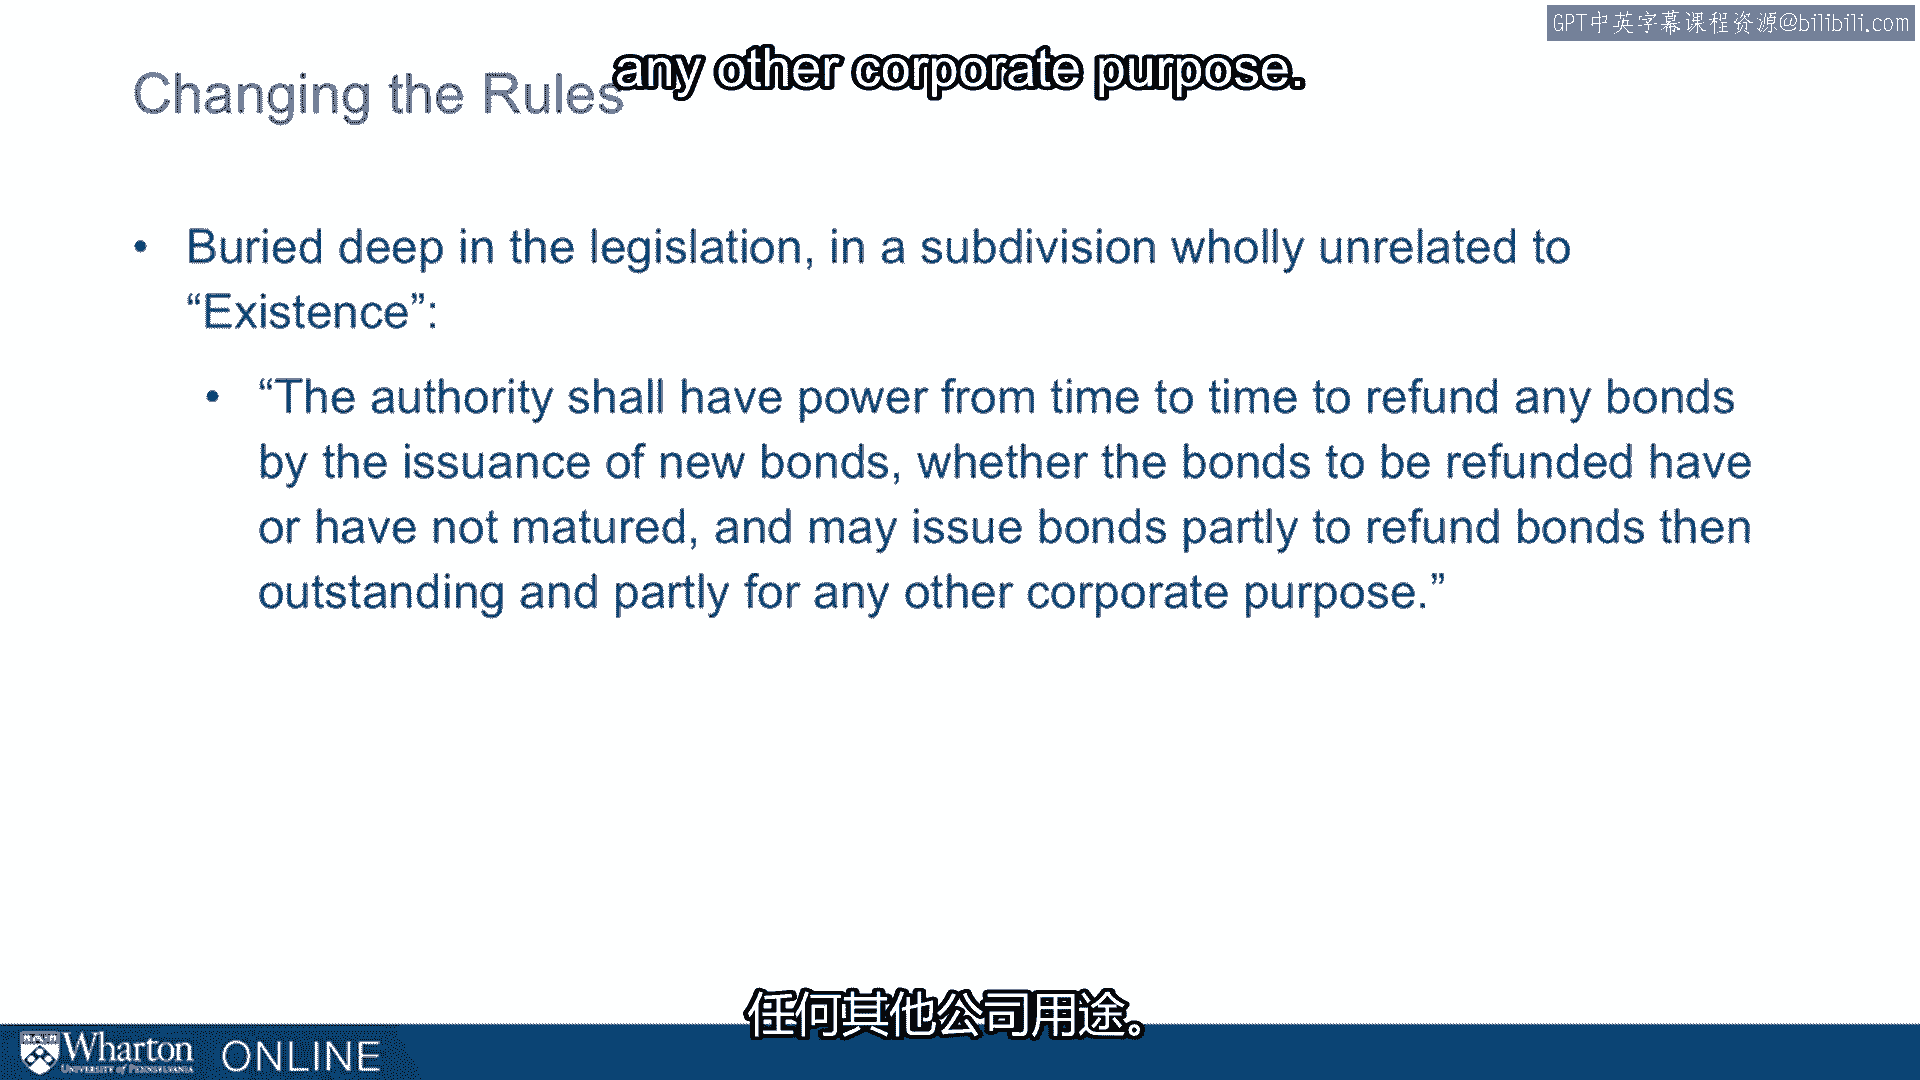 GPT中英字幕课程资源@bilibili.com
any other corporate purpose.
Changing the Rules
• Buried deep in the legislation, in a subdivision wholly unrelated to
“Existence”:
• “The authority shall have power from time to time to refund any bonds
by the issuance of new bonds, whether the bonds to be refunded have
or have not matured, and may issue bonds partly to refund bonds then
outstanding and partly for any other corporate purpose.”
任何其他公司用途。
Wharton
UNIVERSITY of PENNSYLVANIA
ONLINE